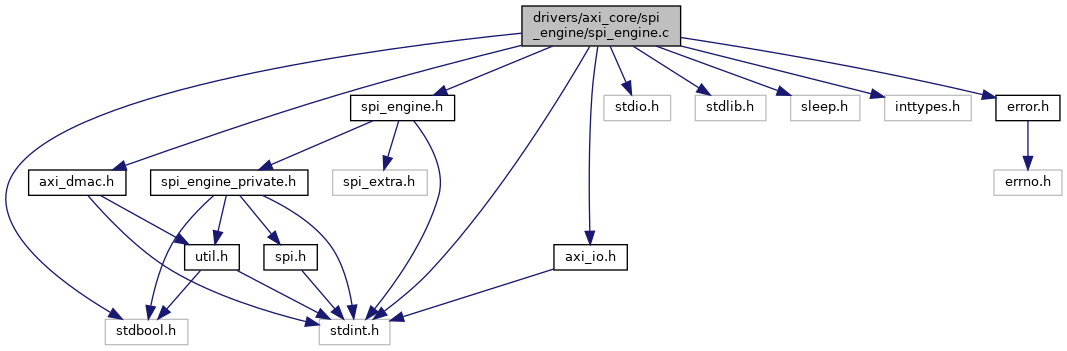 drivers/axi_core/spi
_engine/spi_engine.c
spi_engine.h
stdio.h
stdlib.h
sleep.h
inttypes.h
error.h
axi_dmac.h
spi_engine_private.h
spi_extra.h
errno.h
util.h
spi.h
axi_io.h
stdbool.h
stdint.h